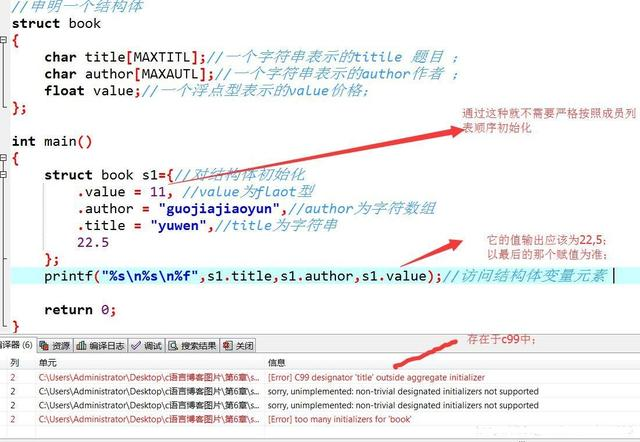 //申明一个结构体
struct book
{
char title[MAXTITL];//一个字符串表示的titile 题目 ;
char author[MAXAUTL];//一个字符串表示的author作者 ;
float value;//一个浮点型表示的value价格;
};
通过这种就不需要严格按照成员列
表顺序初始化
int main()
{
struct book s1={//对结构体初始化
.value = 11, //value为flaot型
.author = "guojiajiaoyun",//author为字符数组
.title = "yuwen",//title为字符串
22.5
};
它的值输出应该为22,5;
以最后的那个赋值为准;
printf("%s\n%s\n%f",s1.title,s1.author,s1.value);//访问结构体变量元素
return 0;
}
存在于c99中;
编译器 (6) 资源 编译日志 调试 搜索结果 关闭
列 单元 信息
2 C:\Users\Administrator\Desktop\c语言博客图片\第6章\s... [Error] C99 designator 'title' outside aggregate initializer
2 C:\Users\Administrator\Desktop\c语言博客图片\第6章\s... sorry, unimplemented: non-trivial designated initializers not supported
2 C:\Users\Administrator\Desktop\c语言博客图片\第6章\s... sorry, unimplemented: non-trivial designated initializers not supported
2 C:\Users\Administrator\Desktop\c语言博客图片\第6章\s... [Error] too many initializers for 'book'